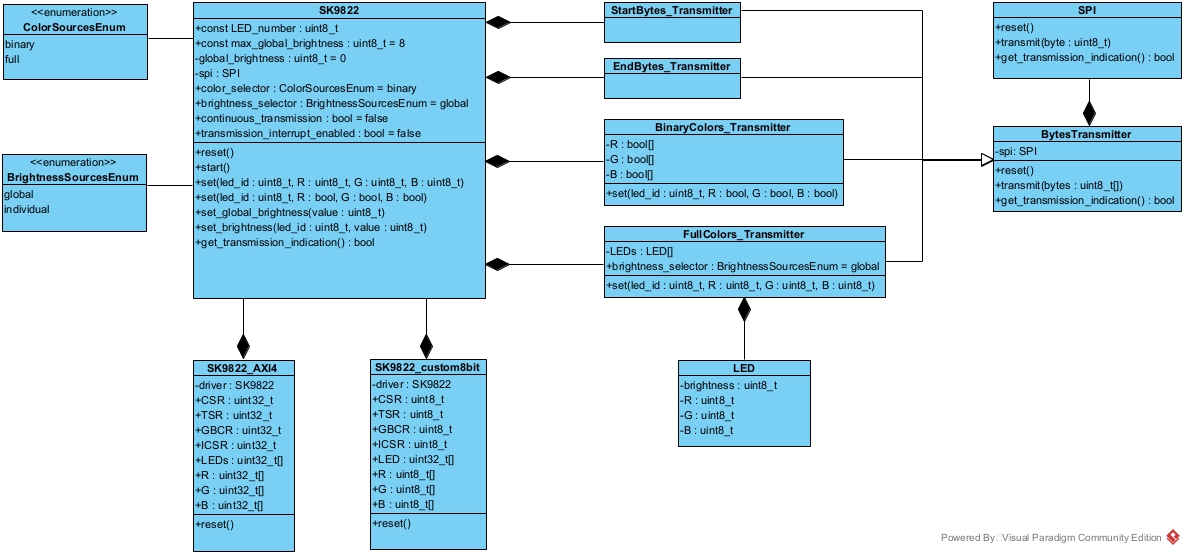 <<enumeration>>
ColorSourcesEnum
binary
full
<<enumeration>>
BrightnessSourcesEnum
global
individual
SK9822
+const LED_number : uint8_t
+const max_global_brightness : uint8_t = 8
-global_brightness : uint8_t = 0
-spi : SPI
+color_selector : ColorSourcesEnum = binary
+brightness_selector : BrightnessSourcesEnum = global
+continuous_transmission : bool = false
+transmission_interrupt_enabled : bool = false
+reset()
+start()
+set(led_id : uint8_t, R : uint8_t, G : uint8_t, B : uint8_t)
+set(led_id : uint8_t, R : bool, G : bool, B : bool)
+set_global_brightness(value : uint8_t)
+set_brightness(led_id : uint8_t, value : uint8_t)
+get_transmission_indication() : bool
StartBytes_Transmitter
EndBytes_Transmitter
BinaryColors_Transmitter
-R : bool[]
-G : bool[]
-B : bool[]
+set(led_id : uint8_t, R : bool, G : bool, B : bool)
FullColors_Transmitter
-LEDs : LED[]
+brightness_selector : BrightnessSourcesEnum = global
+set(led_id : uint8_t, R : uint8_t, G : uint8_t, B : uint8_t)
SPI
+reset()
+transmit(byte : uint8_t)
+get_transmission_indication() : bool
BytesTransmitter
-spi: SPI
+reset()
+transmit(bytes : uint8_t[])
+get_transmission_indication() : bool
SK9822_AXI4
-driver : SK9822
+CSR : uint32_t
+TSR : uint32_t
+GBCR : uint32_t
+ICSR : uint32_t
+LEDs : uint32_t[]
+R : uint32_t[]
+G : uint32_t[]
+B : uint32_t[]
+reset()
SK9822_custom8bit
-driver : SK9822
+CSR : uint8_t
+TSR : uint8_t
+GBCR : uint8_t
+ICSR : uint8_t
+LED : uint32_t[]
+R : uint8_t[]
+G : uint8_t[]
+B : uint8_t[]
+reset()
LED
-brightness : uint8_t
-R : uint8_t
-G : uint8_t
-B : uint8_t
Powered By Visual Paradigm Community Edition